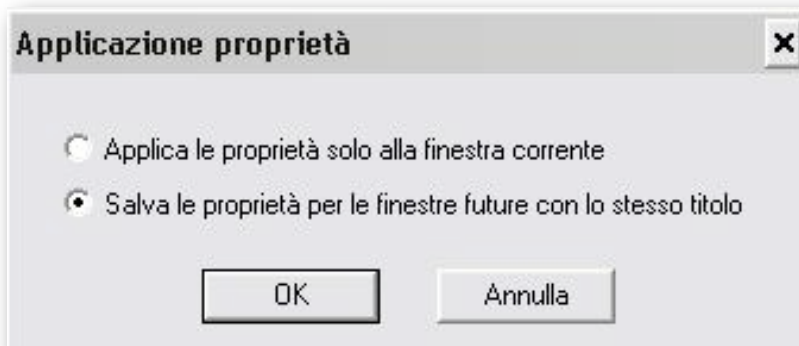 Applicazione proprietà
Applica le proprietà solo alla finestra corrente
Salva le proprietà per le finestre future con lo stesso titolo
OK
Annulla